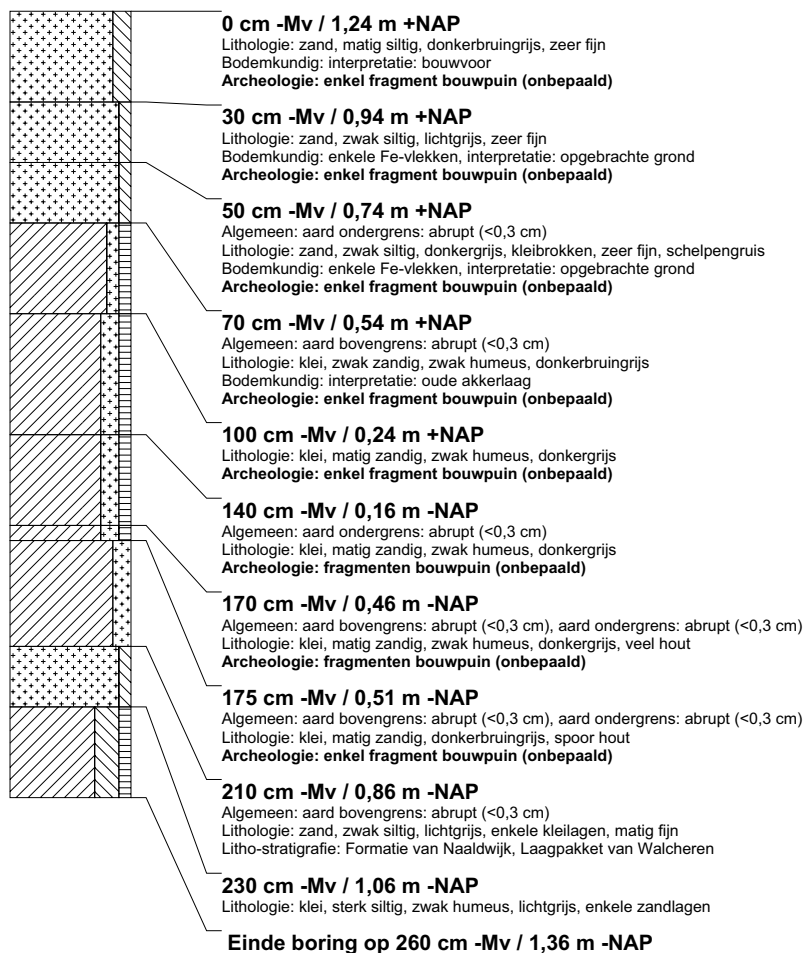 0 cm -Mv / 1,24 m +NAP
Lithologie: zand, matig siltig, donkerbruingrijs, zeer fijn
Bodemkundig: interpretatie: bouwvoor
Archeologie: enkel fragment bouwpuin (onbepaald)
30 cm -Mv / 0,94 m +NAP
Lithologie: zand, zwak siltig, lichtgrijs, zeer fijn
Bodemkundig: enkele Fe-vlekken, interpretatie: opgebrachte grond
Archeologie: enkel fragment bouwpuin (onbepaald)
50 cm -Mv / 0,74 m +NAP
Algemeen: aard ondergrens: abrupt (<0,3 cm)
Lithologie: zand, zwak siltig, donkergrijs, kleibrokken, zeer fijn, schelpengruis
Bodemkundig: enkele Fe-vlekken, interpretatie: opgebrachte grond
Archeologie: enkel fragment bouwpuin (onbepaald)
70 cm -Mv / 0,54 m +NAP
Algemeen: aard bovengrens: abrupt (<0,3 cm)
Lithologie: klei, zwak zandig, zwak humeus, donkerbruingrijs
Bodemkundig: interpretatie: oude akkerlaag
Archeologie: enkel fragment bouwpuin (onbepaald)
100 cm -Mv / 0,24 m +NAP
Lithologie: klei, matig zandig, zwak humeus, donkergrijs
Archeologie: enkel fragment bouwpuin (onbepaald)
140 cm -Mv / 0,16 m -NAP
Algemeen: aard ondergrens: abrupt (<0,3 cm)
Lithologie: klei, matig zandig, zwak humeus, donkergrijs
Archeologie: fragmenten bouwpuin (onbepaald)
170 cm -Mv / 0,46 m -NAP
Algemeen: aard bovengrens: abrupt (<0,3 cm), aard ondergrens: abrupt (<0,3 cm)
Lithologie: klei, matig zandig, zwak humeus, donkergrijs, veel hout
Archeologie: fragmenten bouwpuin (onbepaald)
175 cm -Mv / 0,51 m -NAP
Algemeen: aard bovengrens: abrupt (<0,3 cm), aard ondergrens: abrupt (<0,3 cm)
Lithologie: klei, matig zandig, donkerbruingrijs, spoor hout
Archeologie: enkel fragment bouwpuin (onbepaald)
210 cm -Mv / 0,86 m -NAP
Algemeen: aard bovengrens: abrupt (<0,3 cm)
Lithologie: zand, zwak siltig, lichtgrijs, enkele kleilagen, matig fijn
Litho-stratigrafie: Formatie van Naaldwijk, Laagpakket van Walcheren
230 cm -Mv / 1,06 m -NAP
Lithologie: klei, sterk siltig, zwak humeus, lichtgrijs, enkele zandlagen
Einde boring op 260 cm -Mv / 1,36 m -NAP